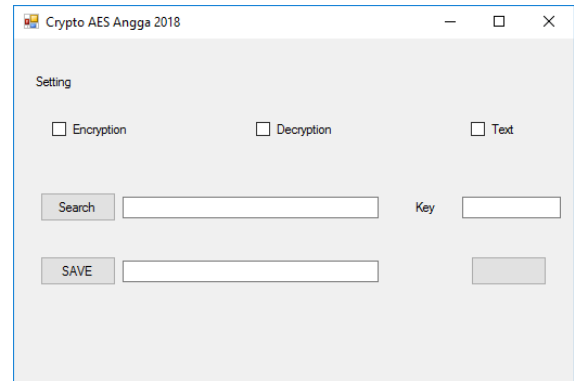 Crypto AES Angga 2018
Setting
Encryption Decryption Text
Search Key
SAVE